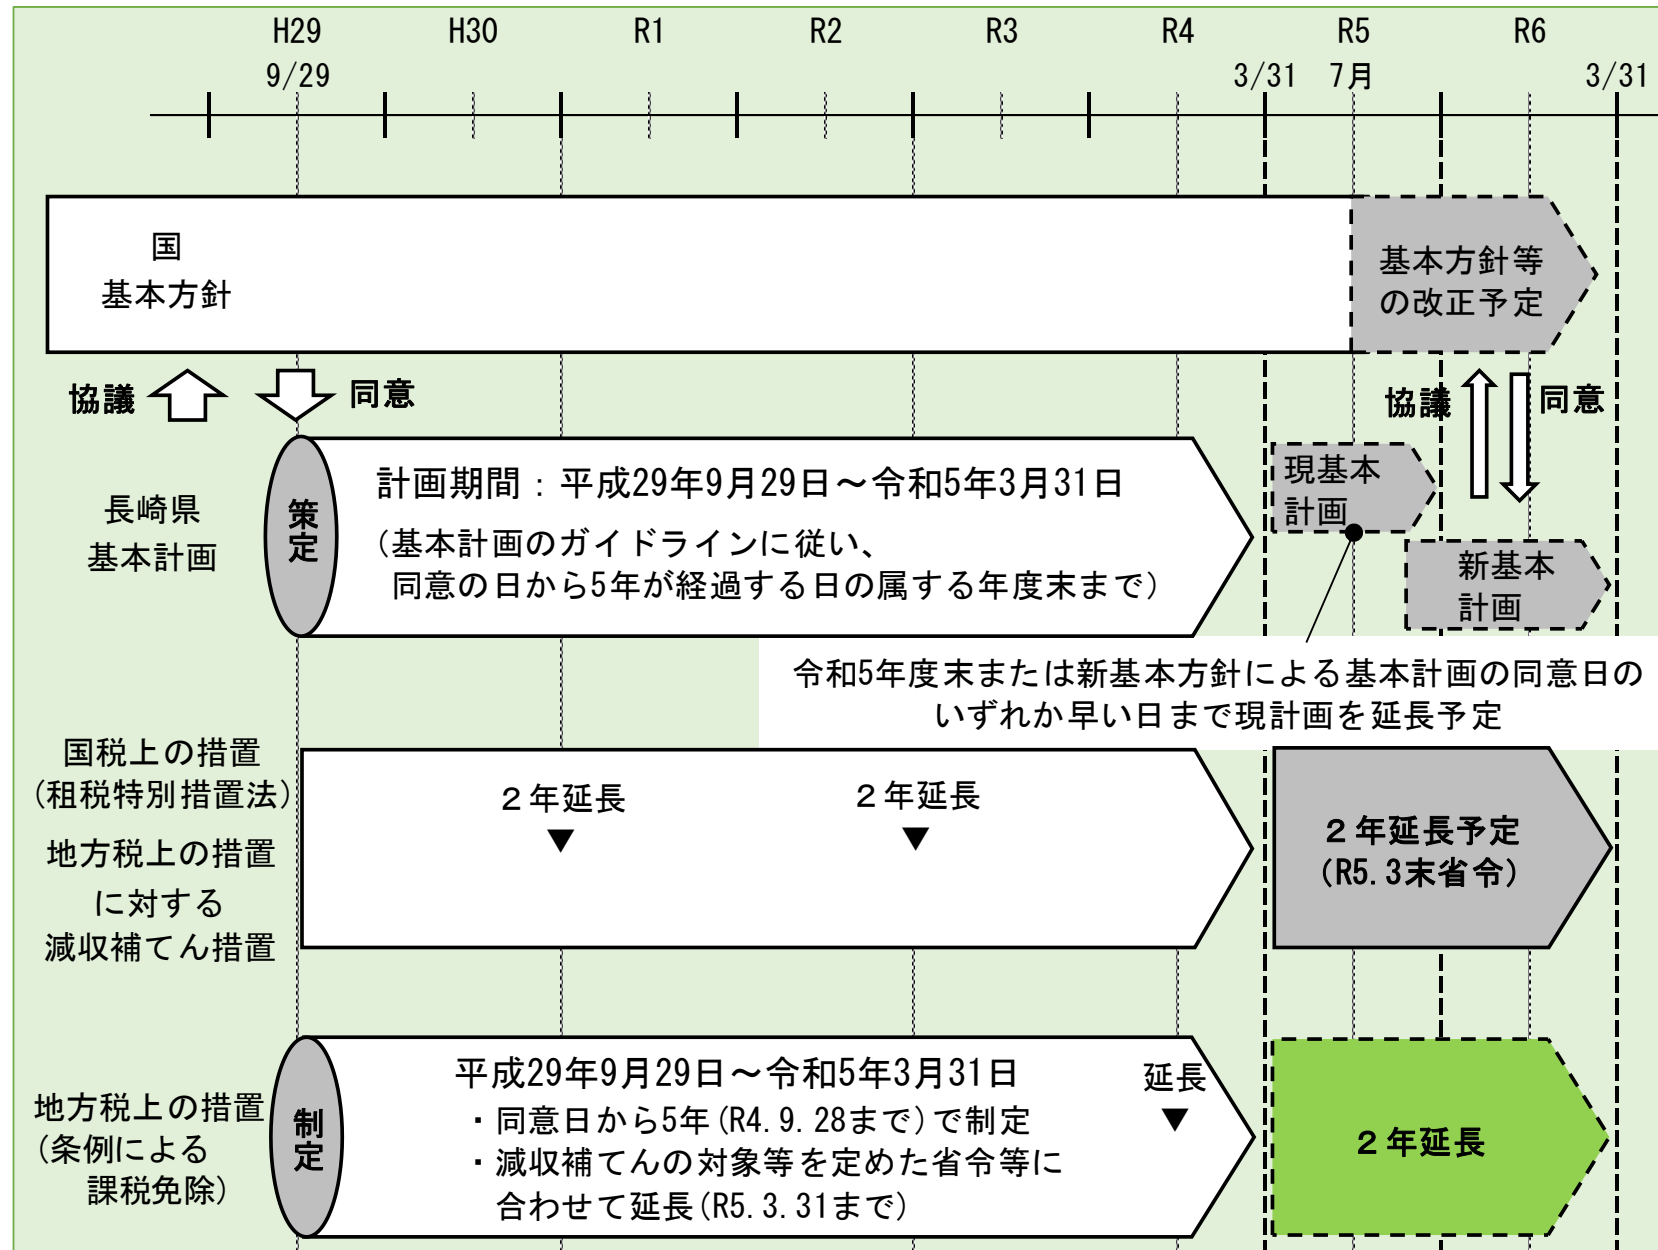 H29 H30 R1 R2 R3 R4 R5 R6
9/29 3/31 7月 3/31
国
基本方針
基本方針等
の改正予定
協議 同意
協議 同意
長崎県
基本計画
策定
計画期間：平成29年9月29日～令和5年3月31日
(基本計画のガイドラインに従い、
同意の日から5年が経過する日の属する年度末まで)
現基本
計画
新基本
計画
令和5年度末または新基本方針による基本計画の同意日の
いずれか早い日まで現計画を延長予定
国税上の措置
(租税特別措置法)
地方税上の措置
に対する
減収補てん措置
２年延長 ２年延長
▼ ▼
２年延長予定
(R5.3末省令)
地方税上の措置
(条例による
課税免除)
制定
平成29年9月29日～令和5年3月31日
・同意日から5年(R4.9.28まで)で制定
・減収補てんの対象等を定めた省令等に
合わせて延長(R5.3.31まで)
延長
▼
２年延長